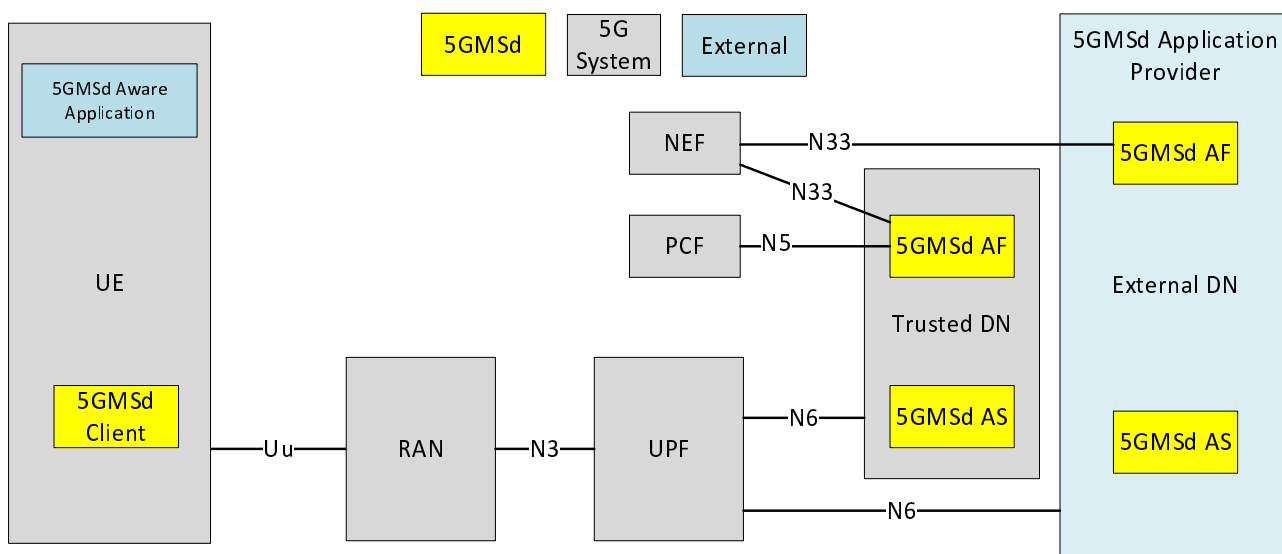 5GMSd
5G
System
External
5GMSd Application
Provider
5GMSd Aware
Application
NEF
N33
5GMSd AF
N33
PCF
N5
5GMSd AF
UE
External DN
Trusted DN
5GMSd
Client
5GMSd AS
N6
5GMSd AS
Uu
RAN
N3
UPF
N6